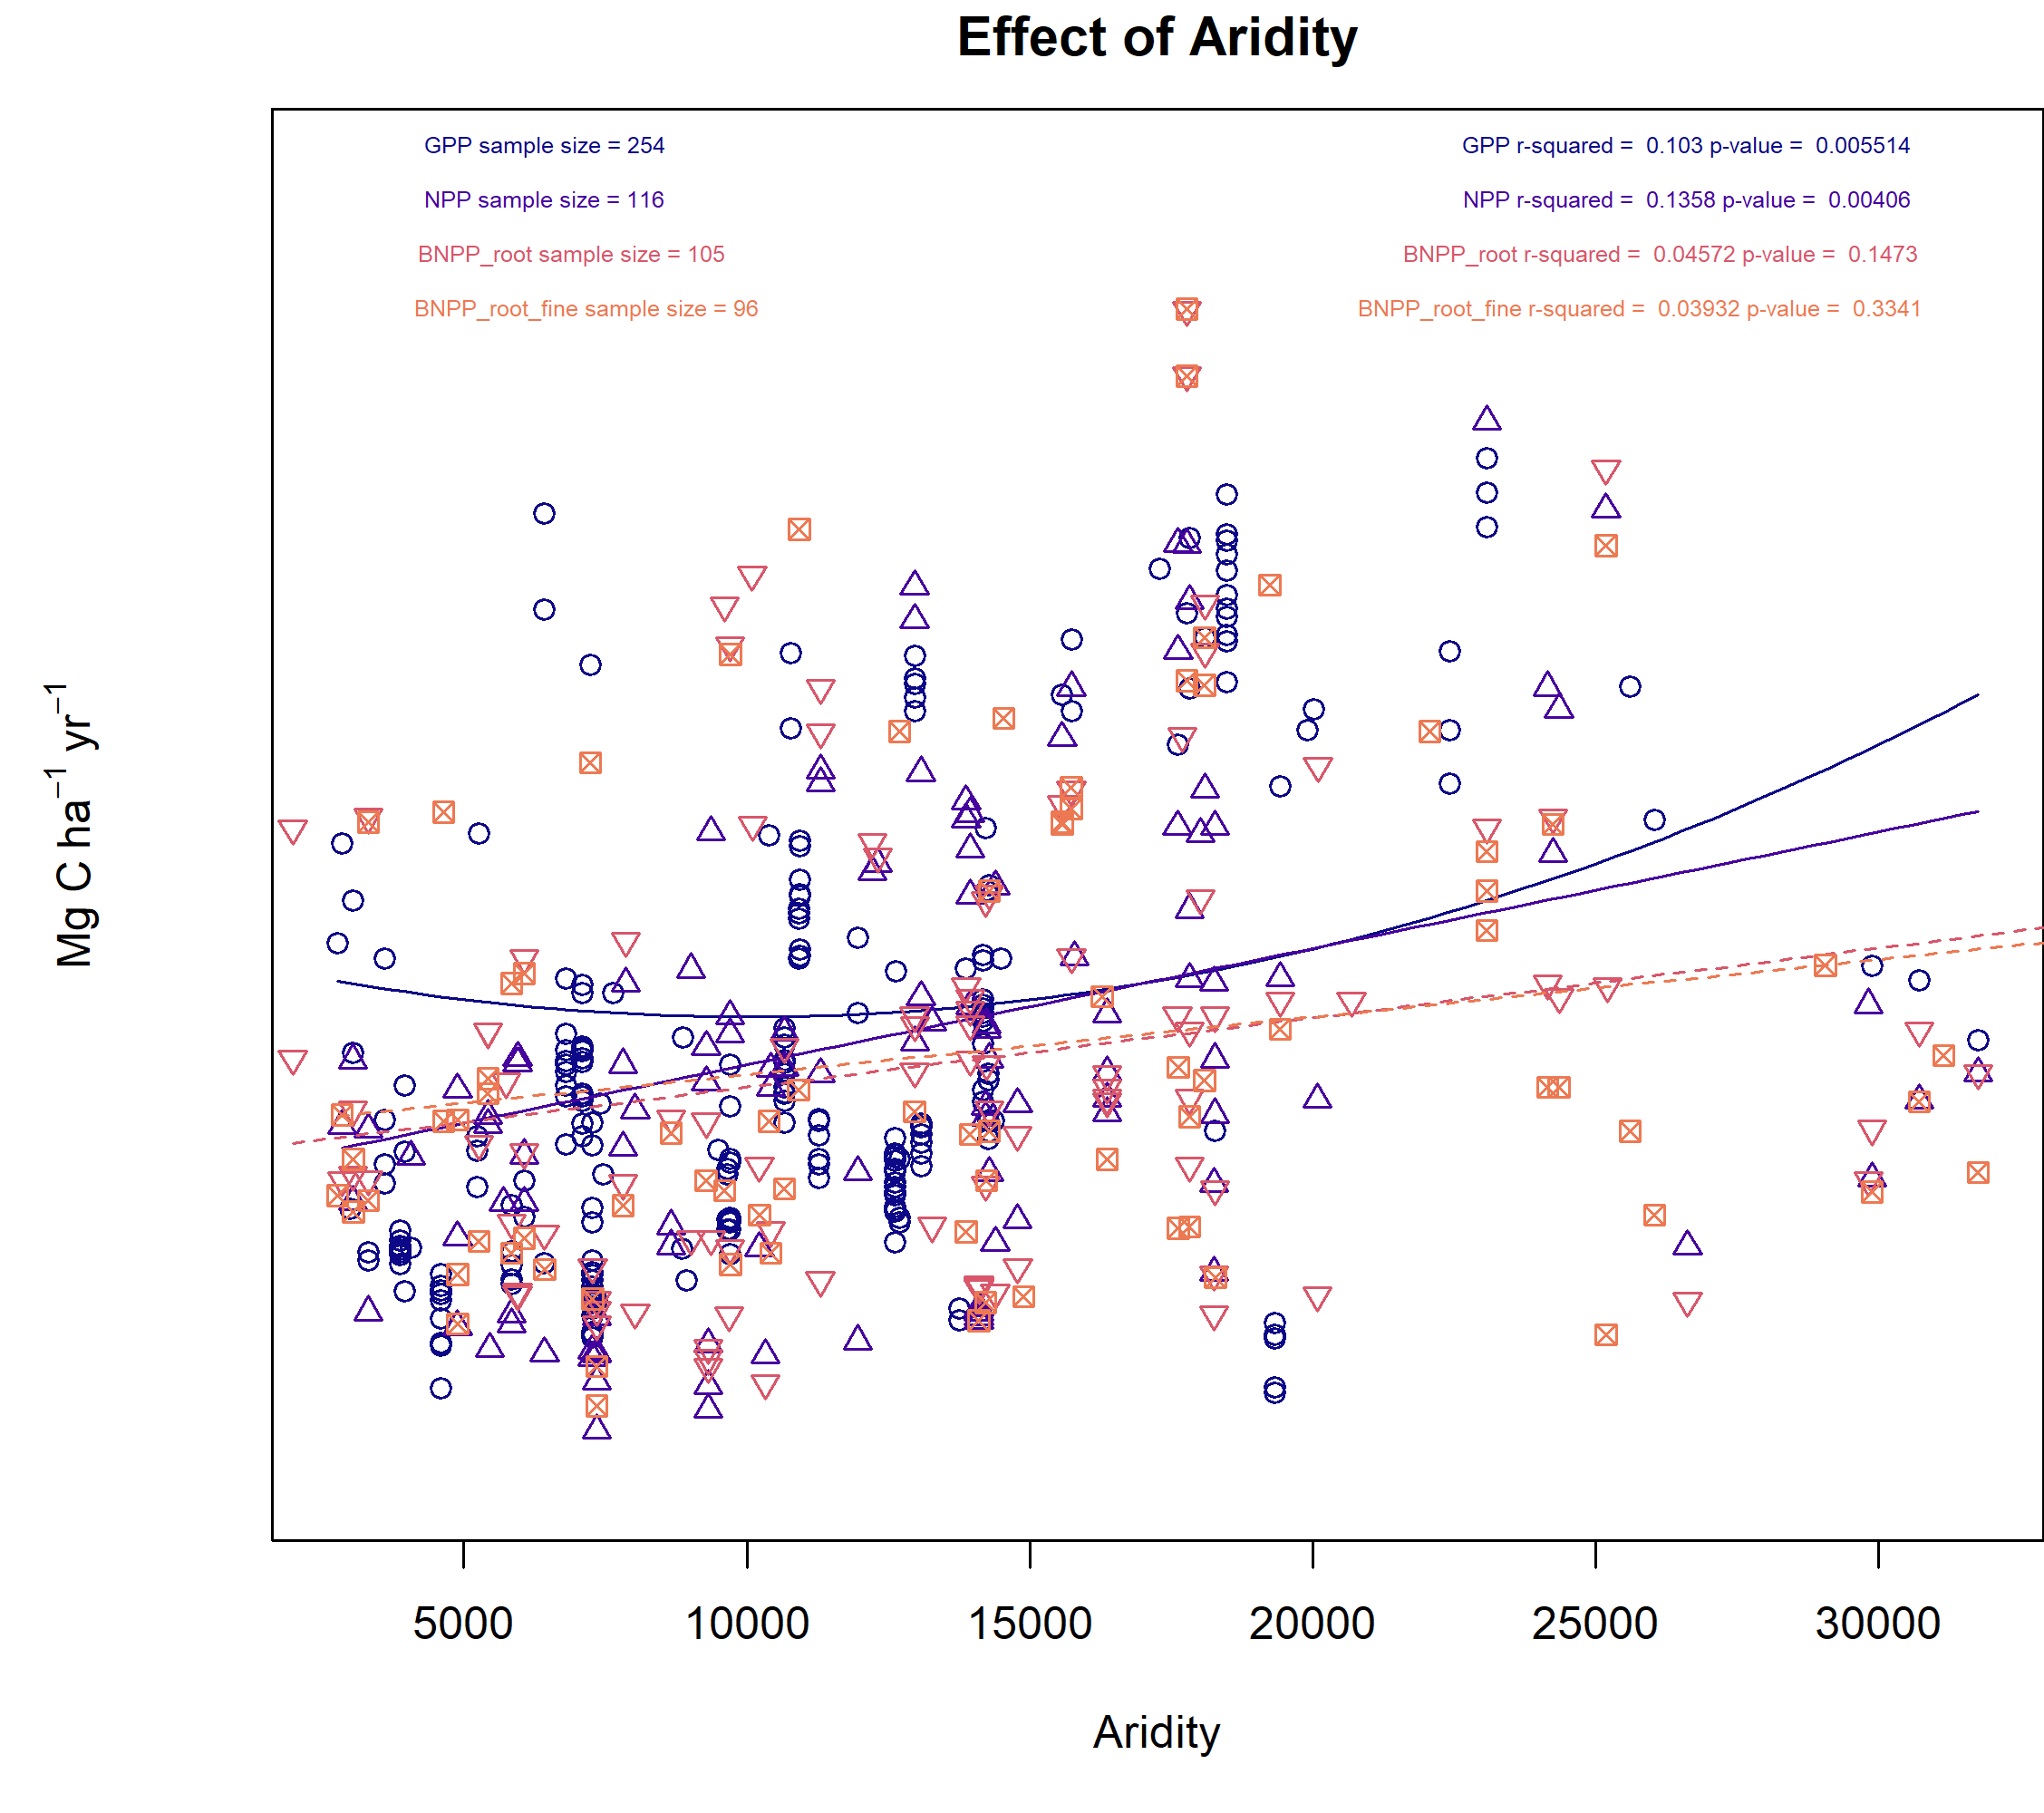 Effect of Aridity
GPP sample size = 254
GPP r-squared = 0.103 p-value = 0.005514
NPP sample size = 116
NPP r-squared = 0.1358 p-value = 0.00406
BNPP_root sample size = 105
BNPP_root r-squared = 0.04572 p-value = 0.1473
BNPP_root_fine sample size = 96
BNPP_root_fine r-squared = 0.03932 p-value = 0.3341
Mg C ha⁻¹ yr⁻¹
5000 10000 15000 20000 25000 30000
Aridity